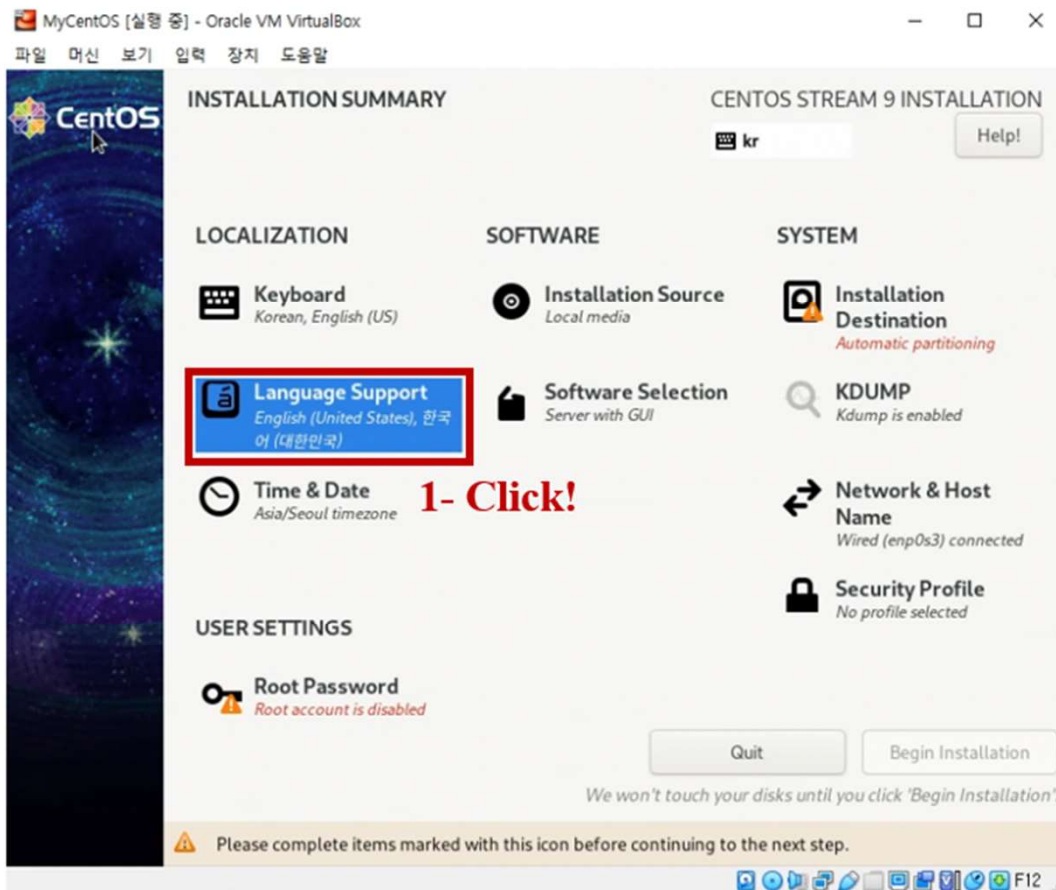 MyCentOS [실행 중] - Oracle VM VirtualBox
파일 머신 보기 입력 장치 도움말
CentOS
INSTALLATION SUMMARY
CENTOS STREAM 9 INSTALLATION
kr
Help!
LOCALIZATION
Keyboard
Korean, English (US)
Language Support
English (United States), 한국
어 (대한민국)
Time & Date
Asia/Seoul timezone
1- Click!
SOFTWARE
Installation Source
Local media
Software Selection
Server with GUI
SYSTEM
Installation
Destination
Automatic partitioning
KDUMP
Kdump is enabled
Network & Host
Name
Wired (enp0s3) connected
Security Profile
No profile selected
USER SETTINGS
Root Password
Root account is disabled
Quit
Begin Installation
We won't touch your disks until you click 'Begin Installation'.
Please complete items marked with this icon before continuing to the next step.
F12